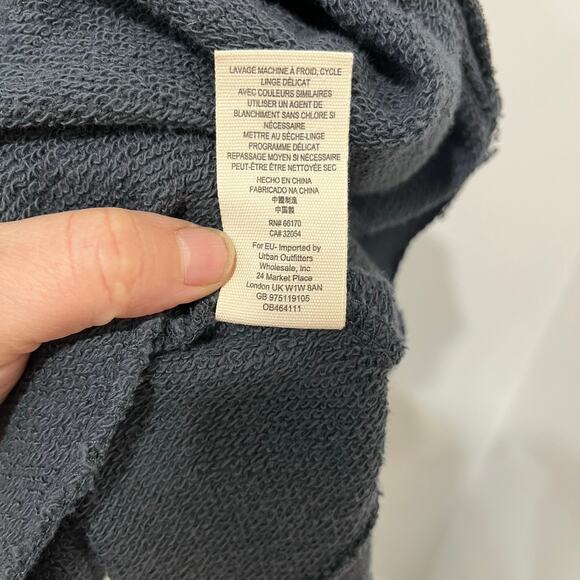 LAVAGE MACHINE À FROID, CYCLE
LINGE DÉLICAT
AVEC COULEURS SIMILAIRES
UTILISER UN AGENT DE
BLANCHIMENT SANS CHLORE SI
NÉCESSAIRE
METTRE AU SÈCHE-LINGE
PROGRAMME DÉLICAT
REPASSAGE MOYEN SI NÉCESSAIRE
PEUT-ÊTRE ÊTRE NETTOYÉE SEC
HECHO EN CHINA
FABRICADO NA CHINA
中國制造
中国製
RN# 66170
CA# 32054
For EU- Imported by
Urban Outfitters
Wholesale, Inc
24 Market Place
London UK W1W 8AN
GB 975119105
OB464111